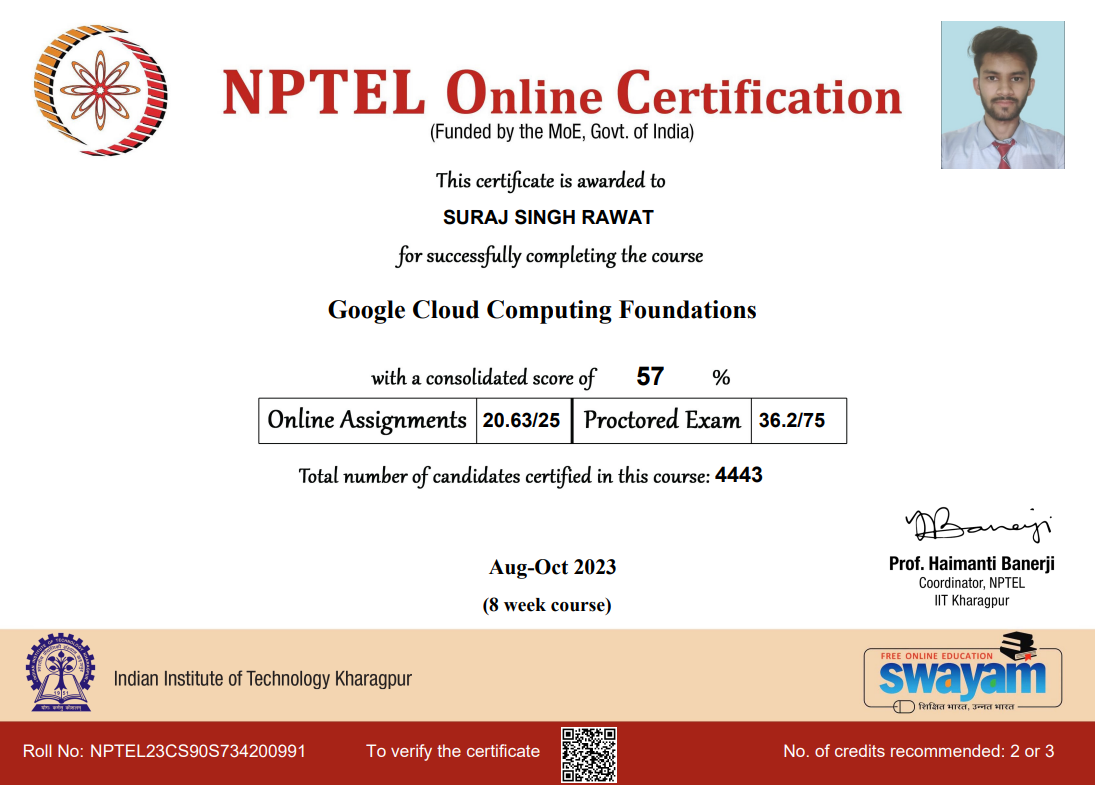 NPTEL Online Certification
(Funded by the MoE, Govt. of India)
This certificate is awarded to
SURAJ SINGH RAWAT
for successfully completing the course
Google Cloud Computing Foundations
with a consolidated score of 57 %
Online Assignments 20.63/25 Proctored Exam 36.2/75
Total number of candidates certified in this course: 4443
Prof. Haimanti Banerji
Coordinator, NPTEL
IIT Kharagpur
Aug-Oct 2023
(8 week course)
Indian Institute of Technology Kharagpur
FREE ONLINE EDUCATION
swayam
शिक्षित भारत, उन्नत भारत
Roll No: NPTEL23CS90S734200991 To verify the certificate No. of credits recommended: 2 or 3